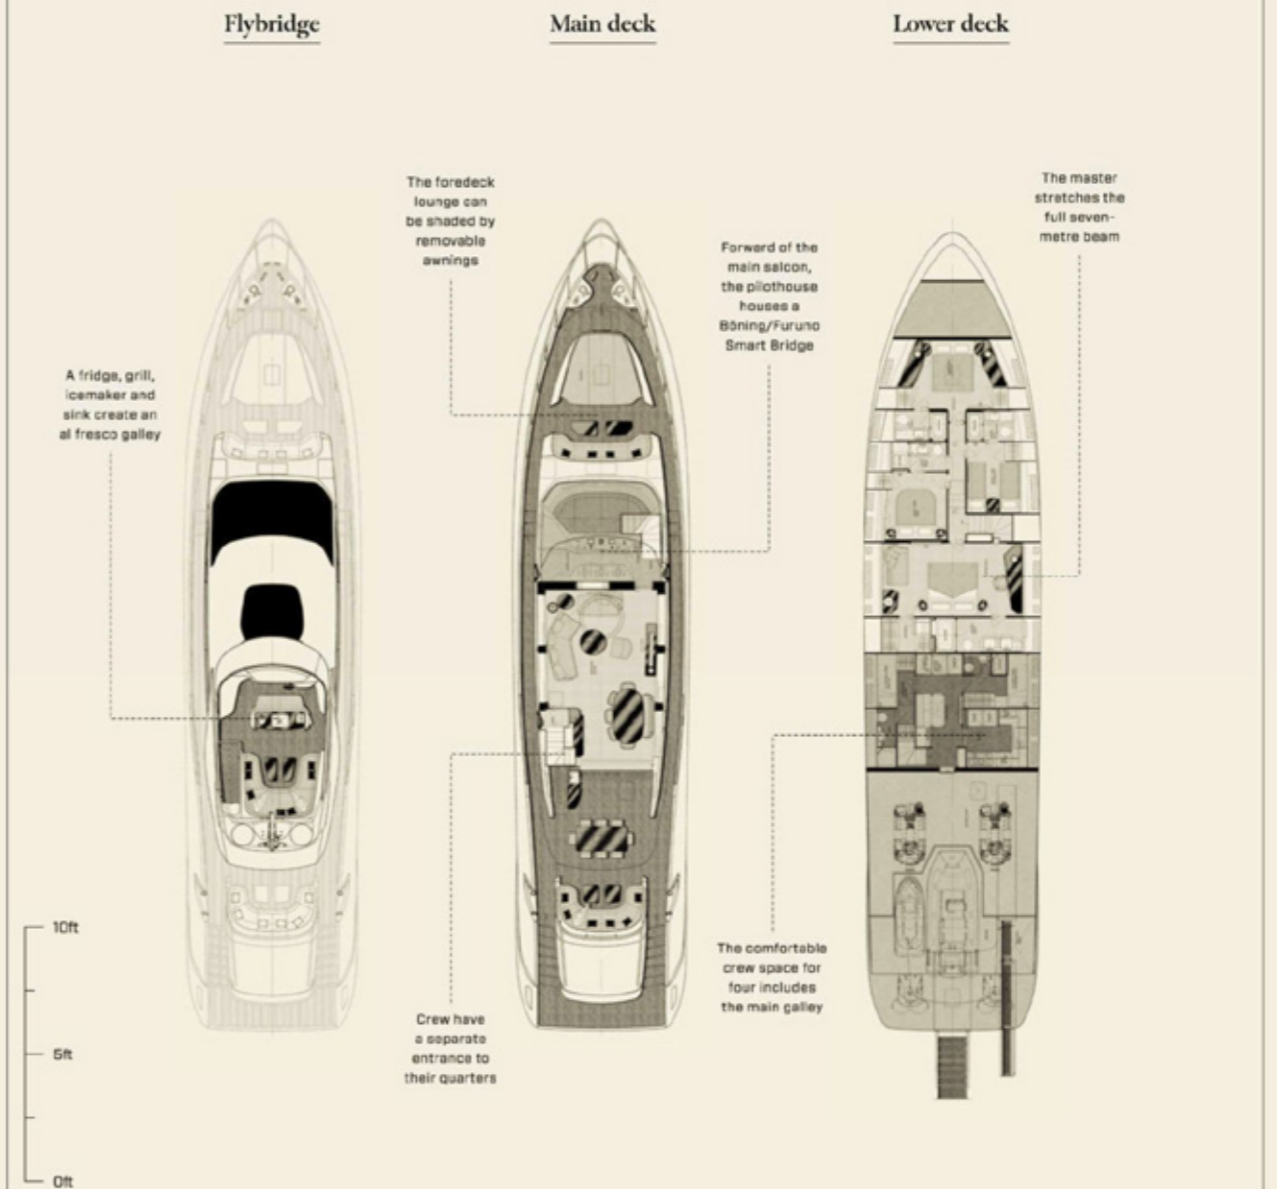 Flybridge
Main deck
Lower deck
The foredeck
lounge can
be shaded by
removable
awnings
The master
stretches the
full seven-
metre beam
Forward of the
main saloon,
the pilothouse
houses a
Böning/Furuno
Smart Bridge
A fridge, grill,
icemaker and
sink create an
al fresco galley
10ft
5ft
0ft
Crew have
a separate
entrance to
their quarters
The comfortable
crew space for
four includes
the main galley